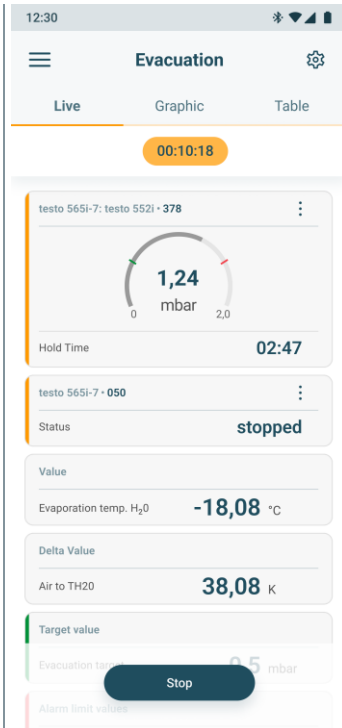 12:30
Evacuation
Live Graphic Table
00:10:18
testo 565i-7: testo 552i • 378
1,24
mbar
0 2,0
Hold Time 02:47
testo 565i-7 • 050
Status stopped
Value
Evaporation temp. H₂0 -18,08 °C
Delta Value
Air to TH20 38,08 K
Target value
Evacuation target 0,5 mbar
Stop
Alarm limit values